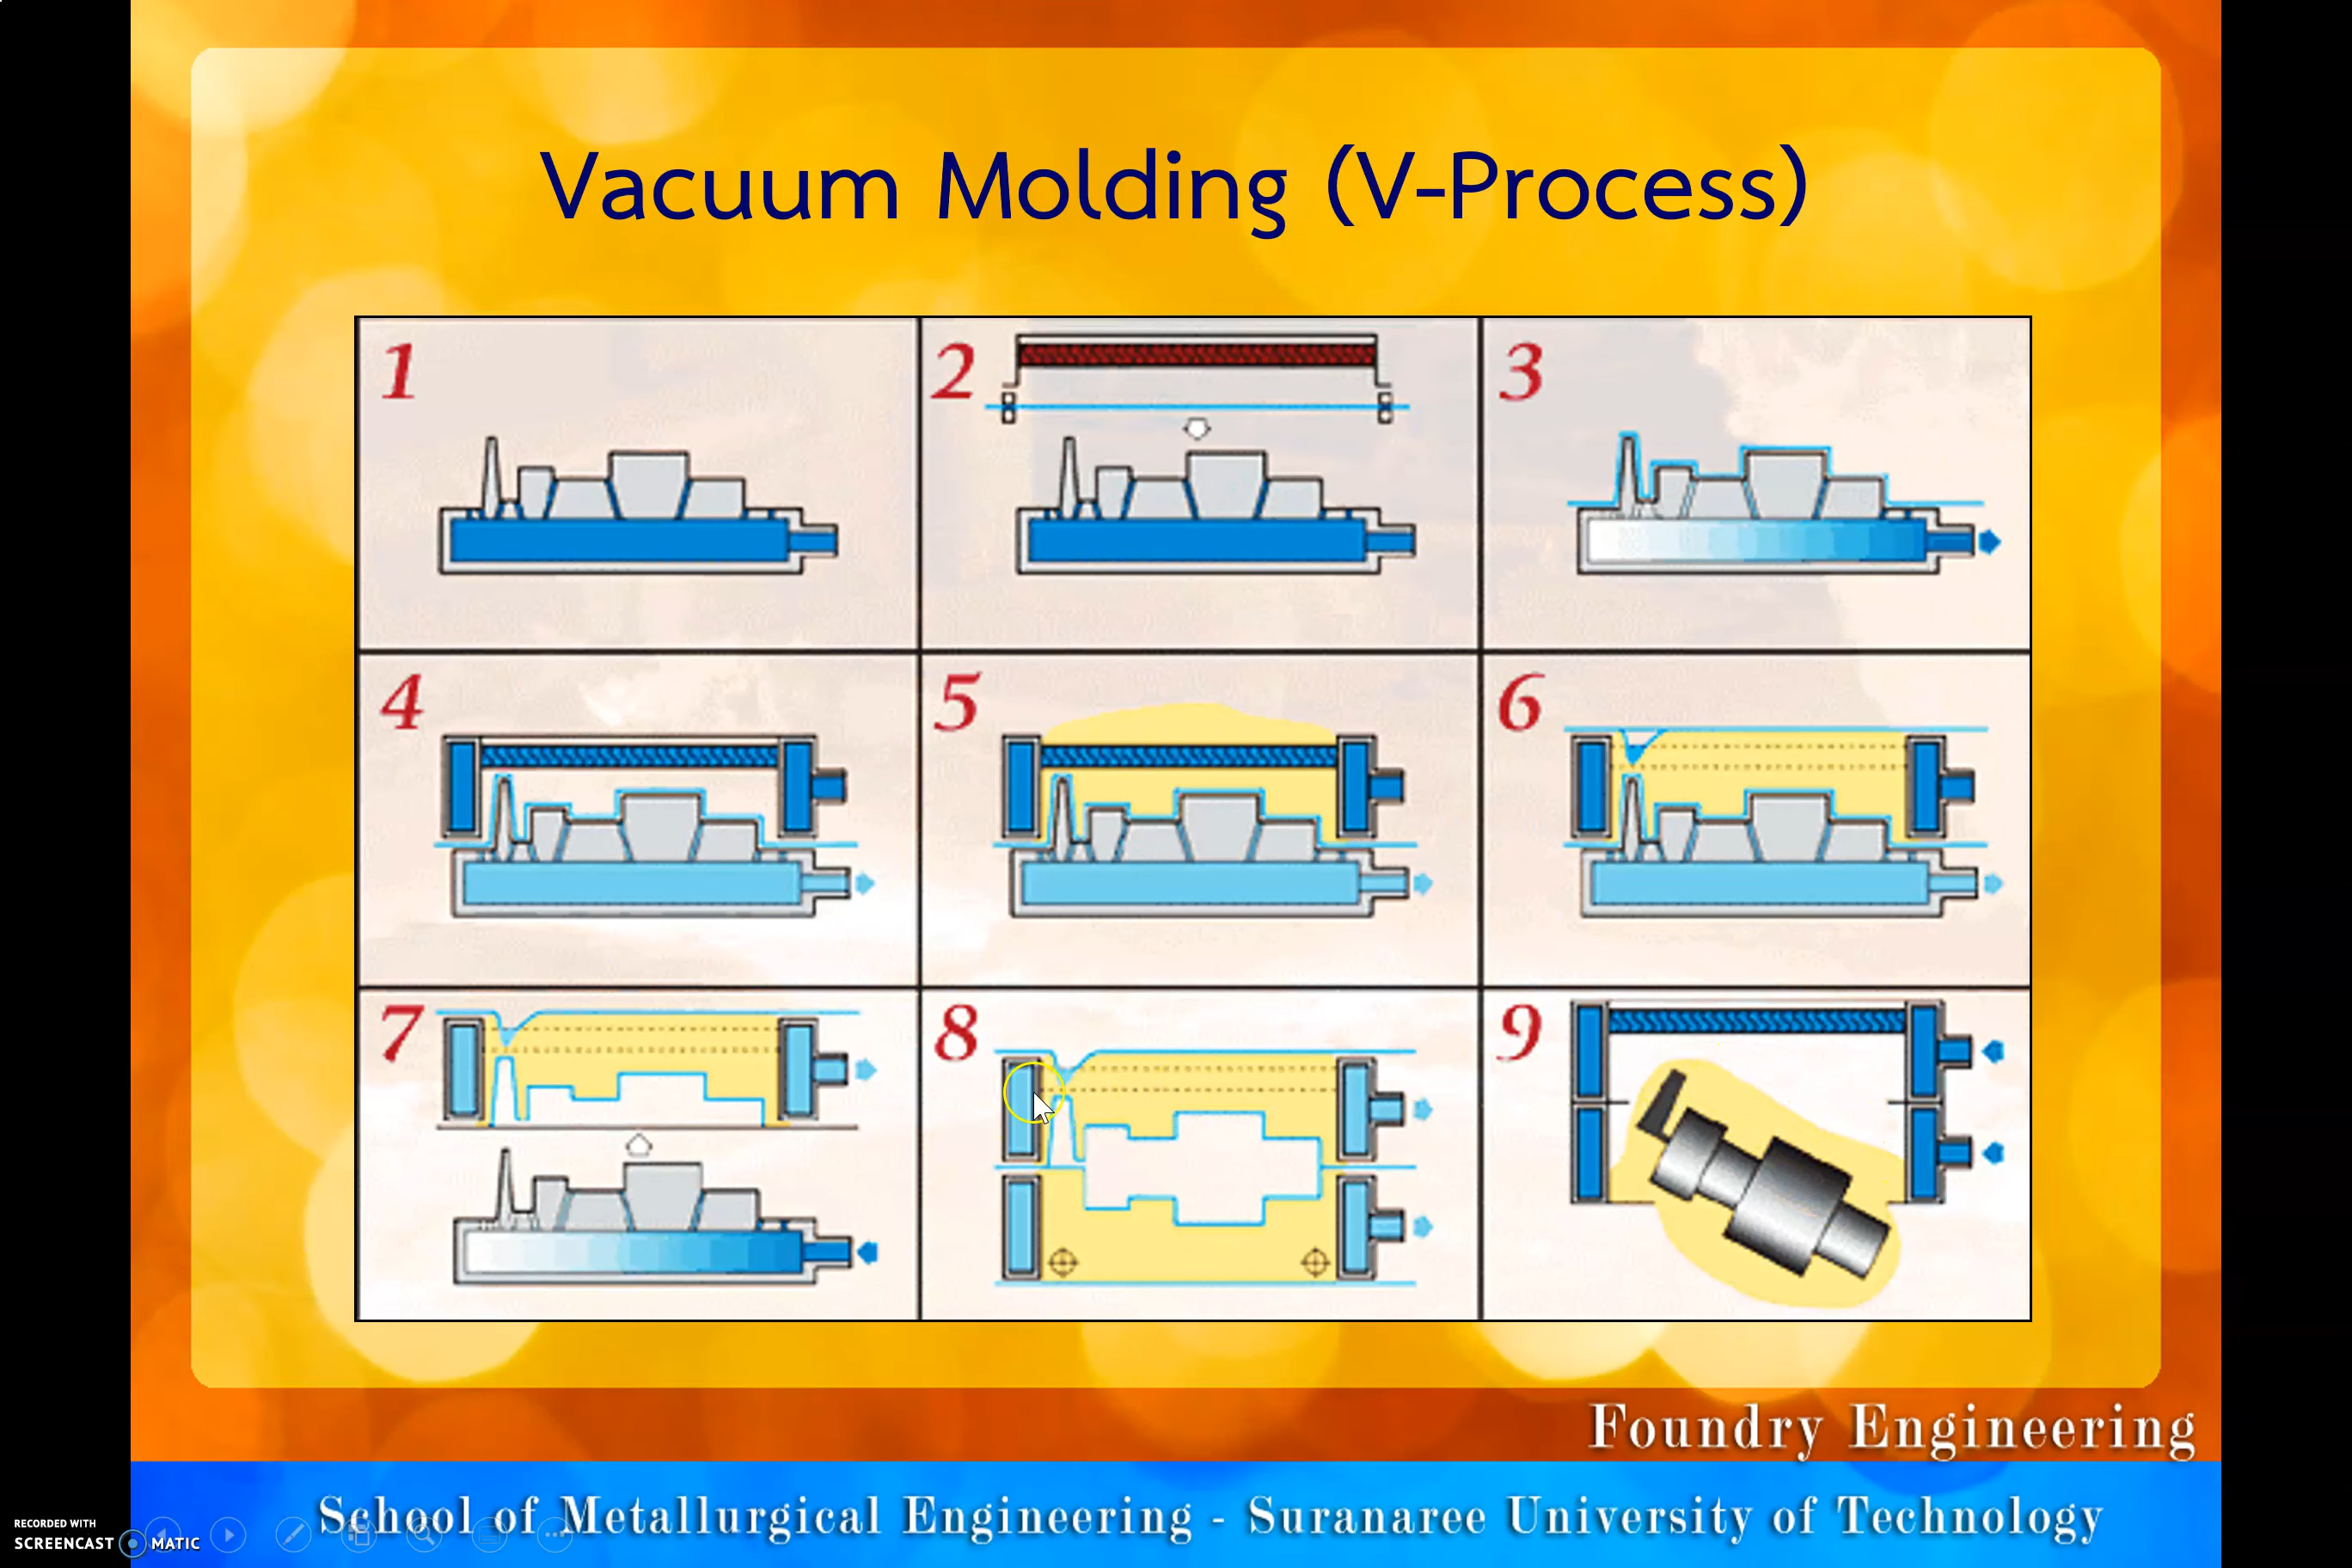 Vacuum Molding (V-Process)
1
2
3
4
5
6
7
8
9
Foundry Engineering
School of Metallurgical Engineering - Suranaree University of Technology
RECORDED WITH
SCREENCAST MATIC